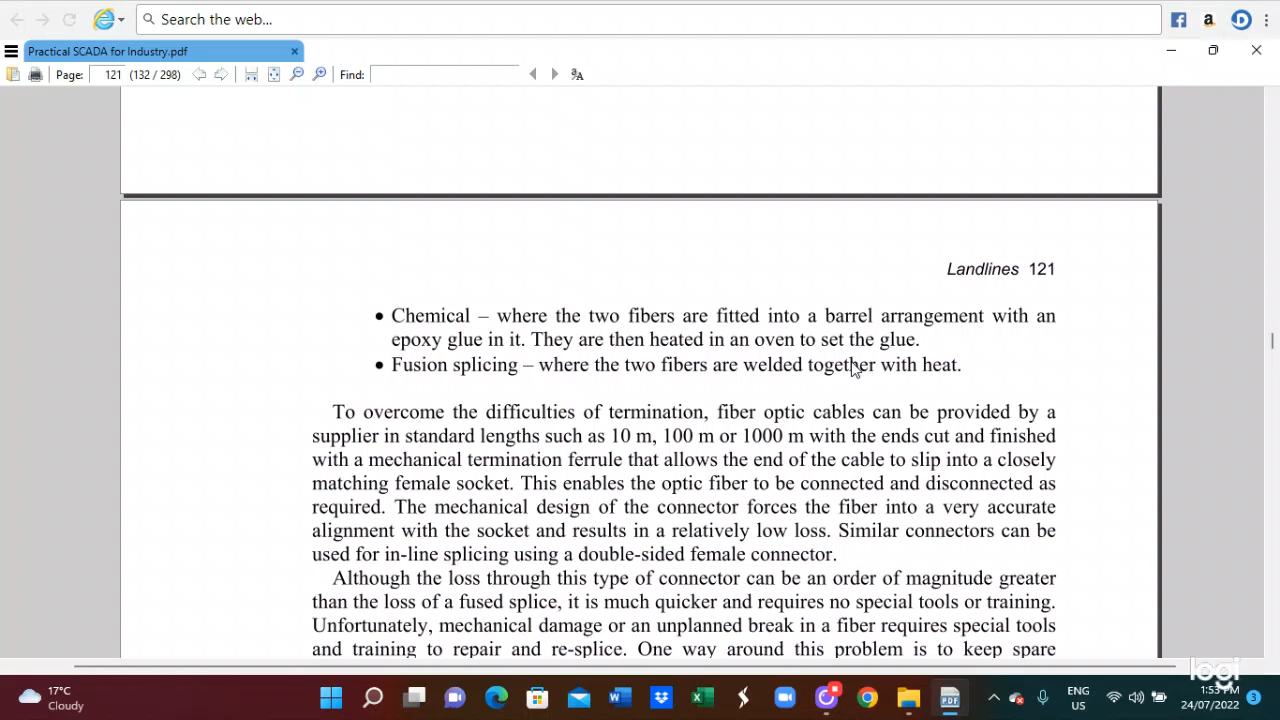 Search the web...
Practical SCADA for Industry.pdf
Page: 121 (132 / 298) Find:
Landlines 121
• Chemical – where the two fibers are fitted into a barrel arrangement with an
epoxy glue in it. They are then heated in an oven to set the glue.
• Fusion splicing – where the two fibers are welded together with heat.
To overcome the difficulties of termination, fiber optic cables can be provided by a
supplier in standard lengths such as 10 m, 100 m or 1000 m with the ends cut and finished
with a mechanical termination ferrule that allows the end of the cable to slip into a closely
matching female socket. This enables the optic fiber to be connected and disconnected as
required. The mechanical design of the connector forces the fiber into a very accurate
alignment with the socket and results in a relatively low loss. Similar connectors can be
used for in-line splicing using a double-sided female connector.
Although the loss through this type of connector can be an order of magnitude greater
than the loss of a fused splice, it is much quicker and requires no special tools or training.
Unfortunately, mechanical damage or an unplanned break in a fiber requires special tools
and training to repair and re-splice. One way around this problem is to keep spare
logi
17°C
Cloudy
ENG
US
1:53 PM
24/07/2022
3